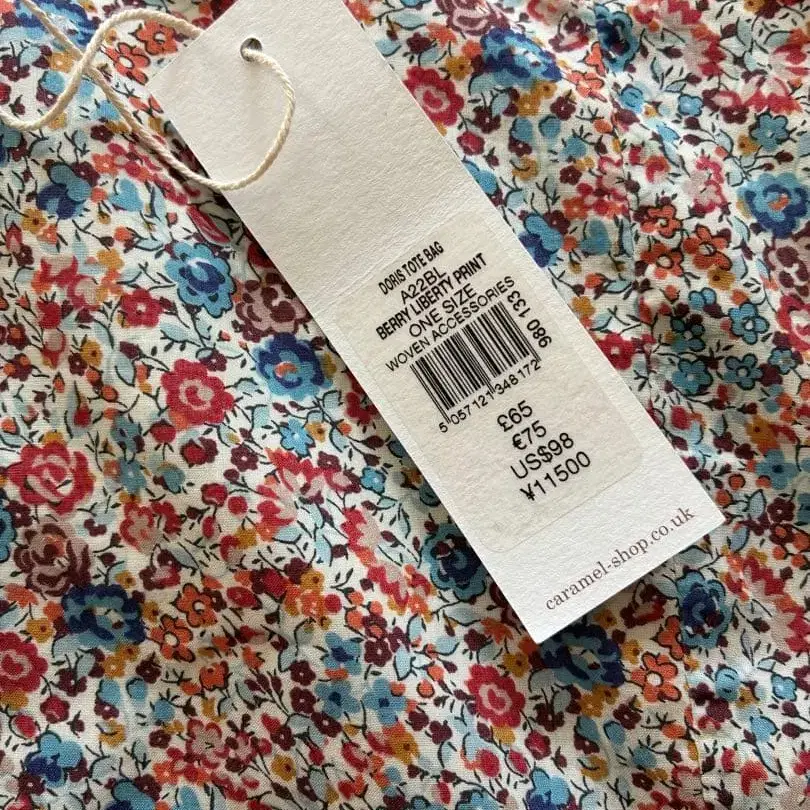 DORIS TOTE BAG
A22BL
BERRY LIBERTY PRINT
ONE SIZE
WOVEN ACCESSORIES
980 133
5 057121 348172
£65
€75
US$98
¥11500
caramel-shop.co.uk